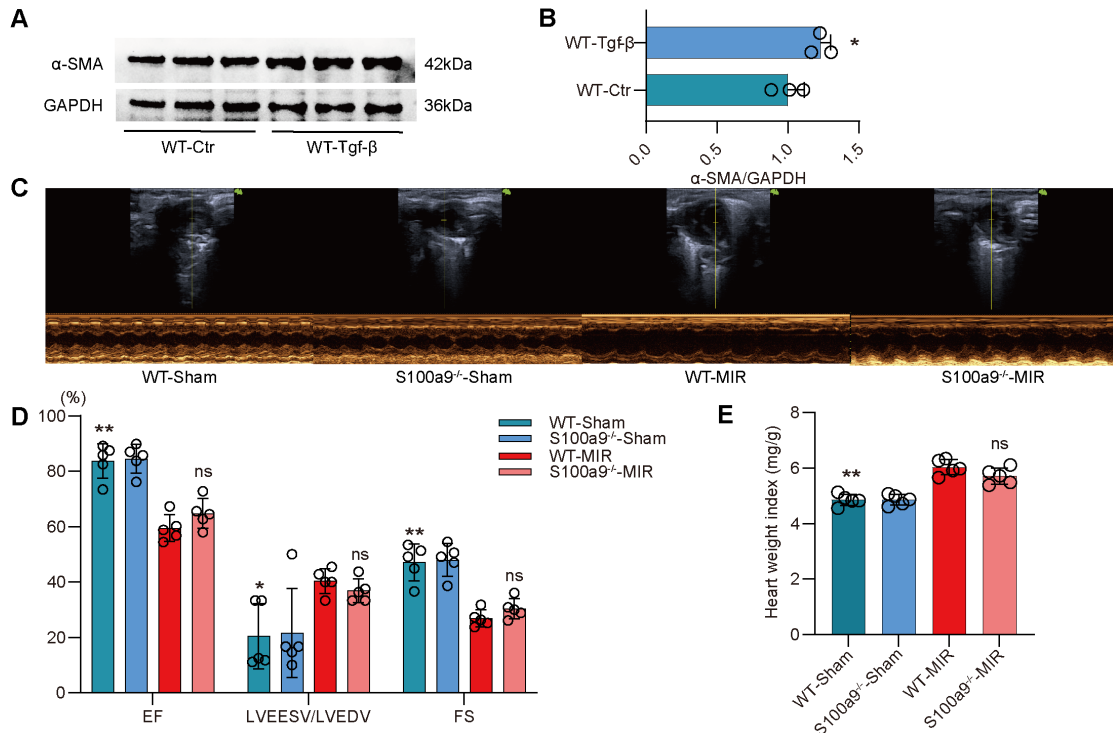 A
α-SMA
42kDa
GAPDH
36kDa
WT-Ctr
WT-Tgf-β
B
WT-Tgf-β
*
WT-Ctr
0.0
0.5
1.0
1.5
α-SMA/GAPDH
C
WT-Sham
S100a9-/--Sham
WT-MIR
S100a9-/--MIR
D
(%)
100
80
60
40
20
0
**
ns
*
ns
**
ns
EF
LVEESV/LVEDV
FS
WT-Sham
S100a9-/--Sham
WT-MIR
S100a9-/--MIR
E
Heart weight index (mg/g)
8
6
4
2
0
**
ns
WT-Sham
S100a9-/--Sham
WT-MIR
S100a9-/--MIR